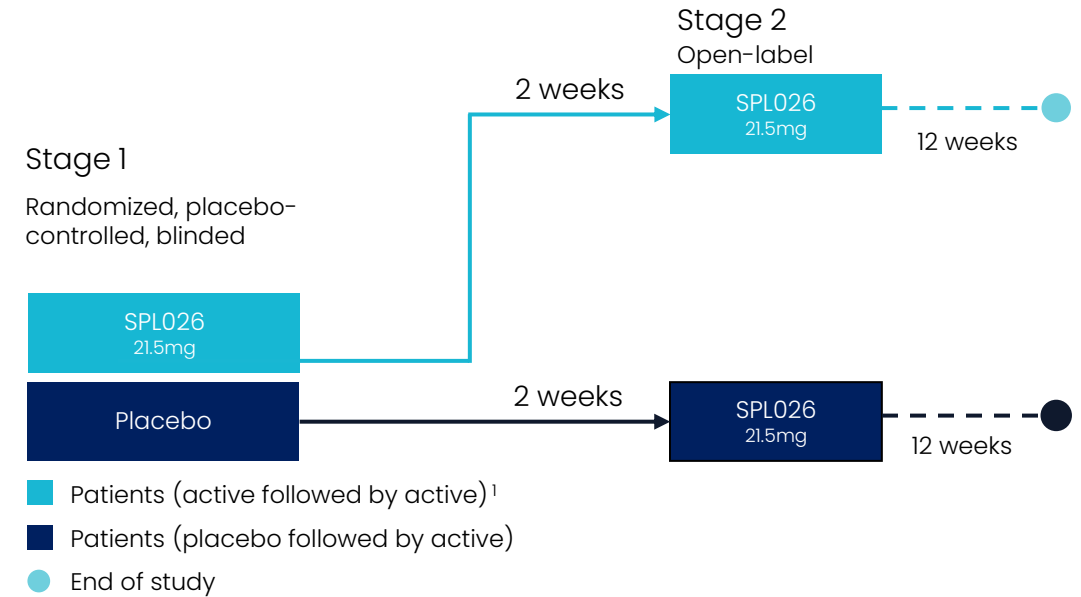 Stage 2
Open-label
2 weeks
SPL026
21.5mg
12 weeks
Stage 1
Randomized, placebo-
controlled, blinded
SPL026
21.5mg
Placebo
2 weeks
SPL026
21.5mg
12 weeks
Patients (active followed by active) 1
Patients (placebo followed by active)
End of study